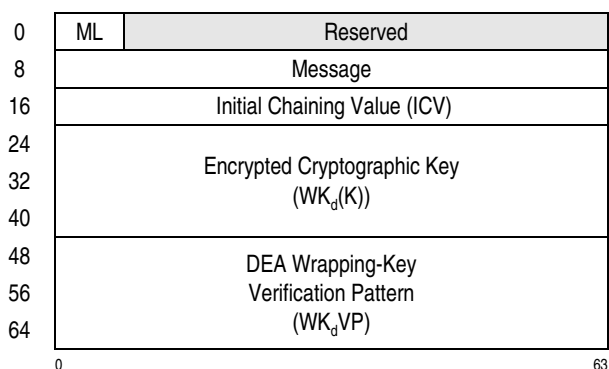 0 ML Reserved
8 Message
16 Initial Chaining Value (ICV)
24
Encrypted Cryptographic Key
32
(WKd(K))
40
48 DEA Wrapping-Key
56 Verification Pattern
64 (WKdVP)
0 63